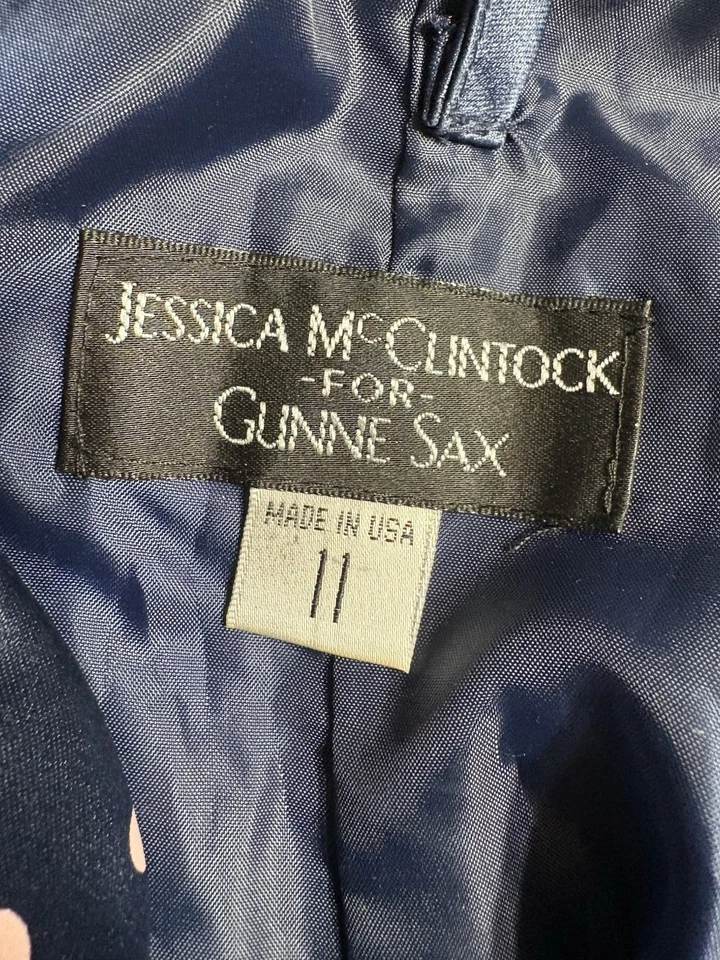 JESSICA McCLINTOCK
-FOR-
GUNNE SAX
MADE IN USA
11